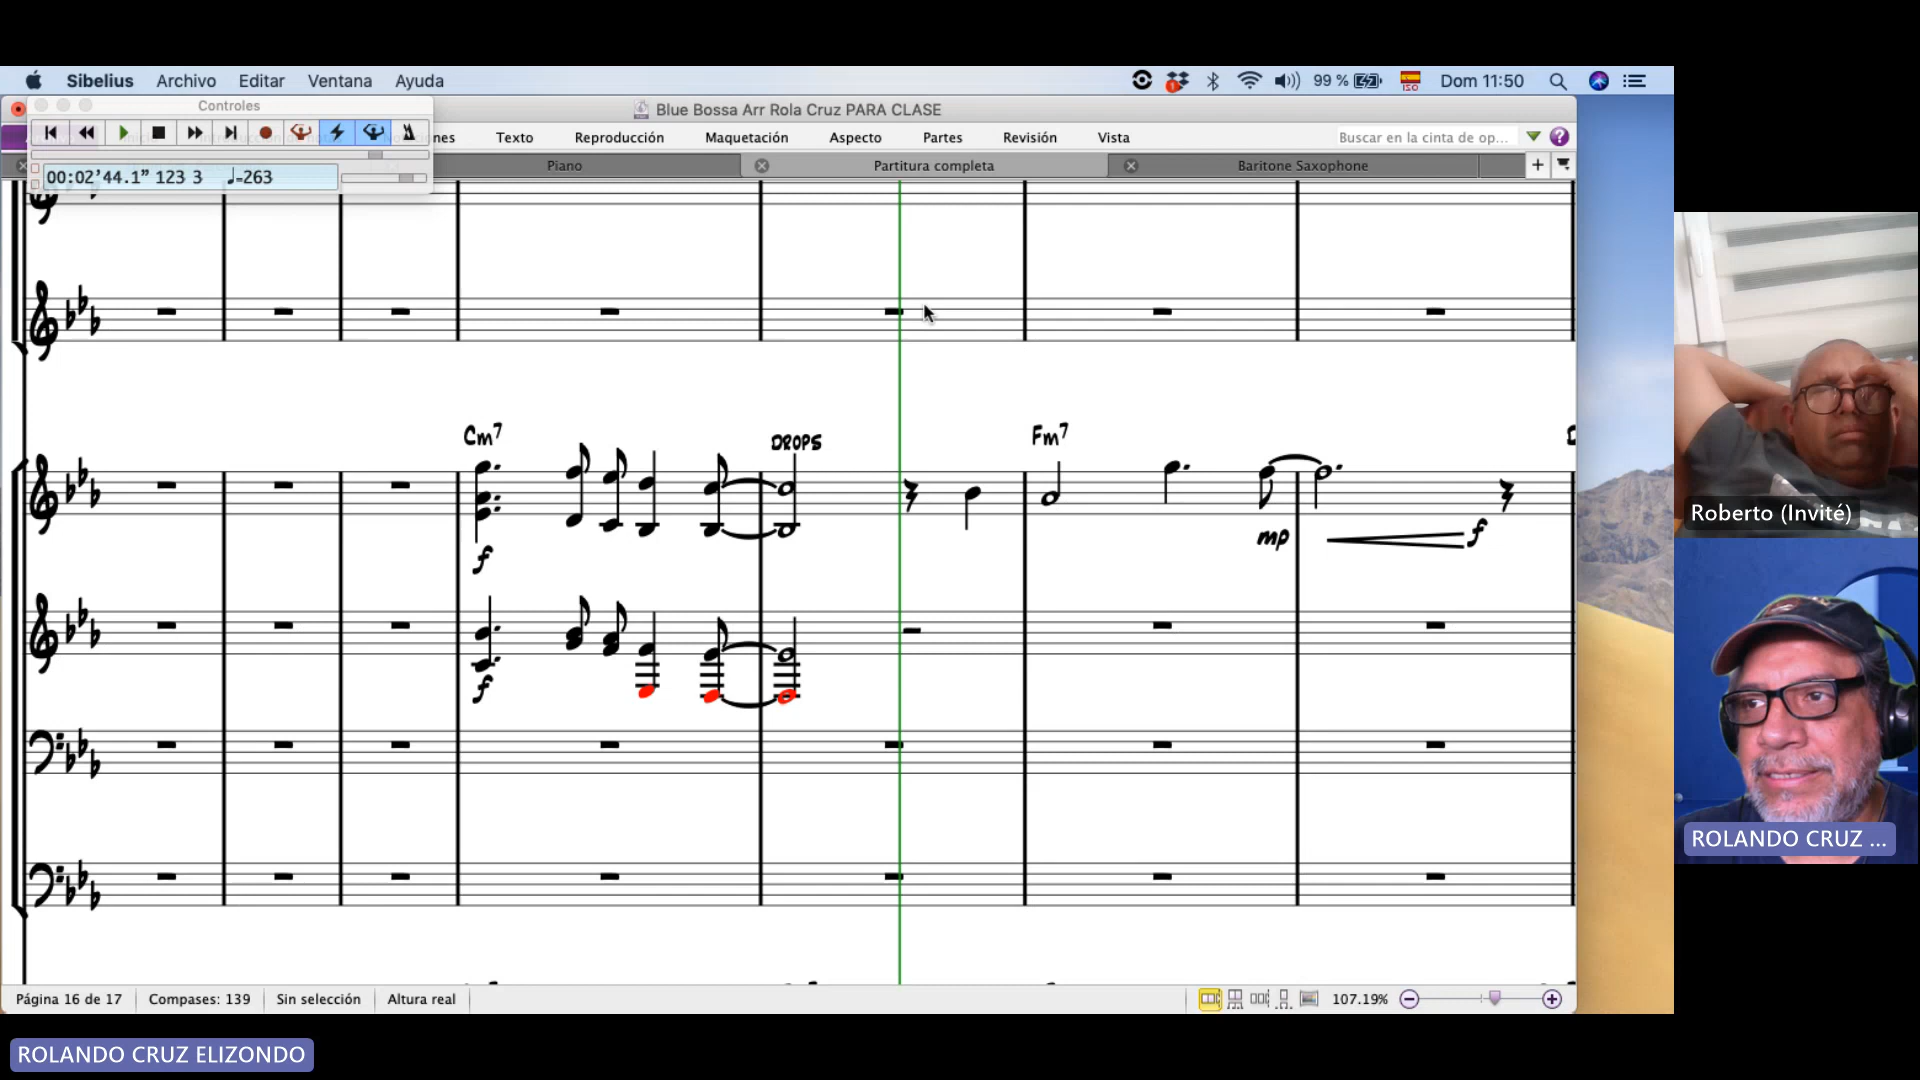 Sibelius Archivo Editar Ventana Ayuda 99 % ISO Dom 11:50
Controles
Blue Bossa Arr Rola Cruz PARA CLASE
nes Texto Reproducción Maquetación Aspecto Partes Revisión Vista Buscar en la cinta de op...
Piano Partitura completa Baritone Saxophone
00:02'44.1" 123 3 ♩=263
Cm7 DROPS Fm7
mp f
f
f
Página 16 de 17 Compases: 139 Sin selección Altura real 107.19%
Roberto (Invité)
ROLANDO CRUZ ...
ROLANDO CRUZ ELIZONDO